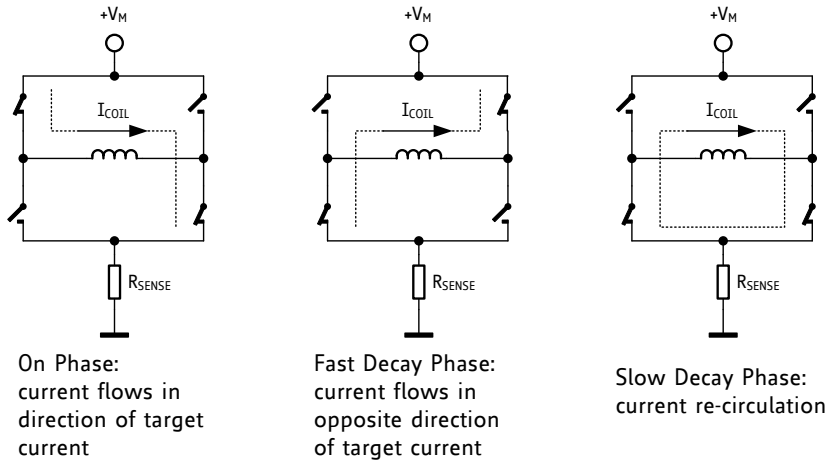 +VM
ICOIL
RSENSE
On Phase:
current flows in
direction of target
current
+VM
ICOIL
RSENSE
Fast Decay Phase:
current flows in
opposite direction
of target current
+VM
ICOIL
RSENSE
Slow Decay Phase:
current re-circulation